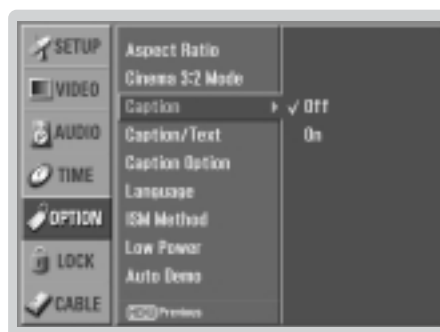 SETUP
VIDEO
AUDIO
TIME
OPTION
LOCK
CABLE
Aspect Ratio
Cinema 3:2 Mode
Caption
Caption/Text
Caption Option
Language
ISM Method
Low Power
Auto Demo
Previous
Off
On